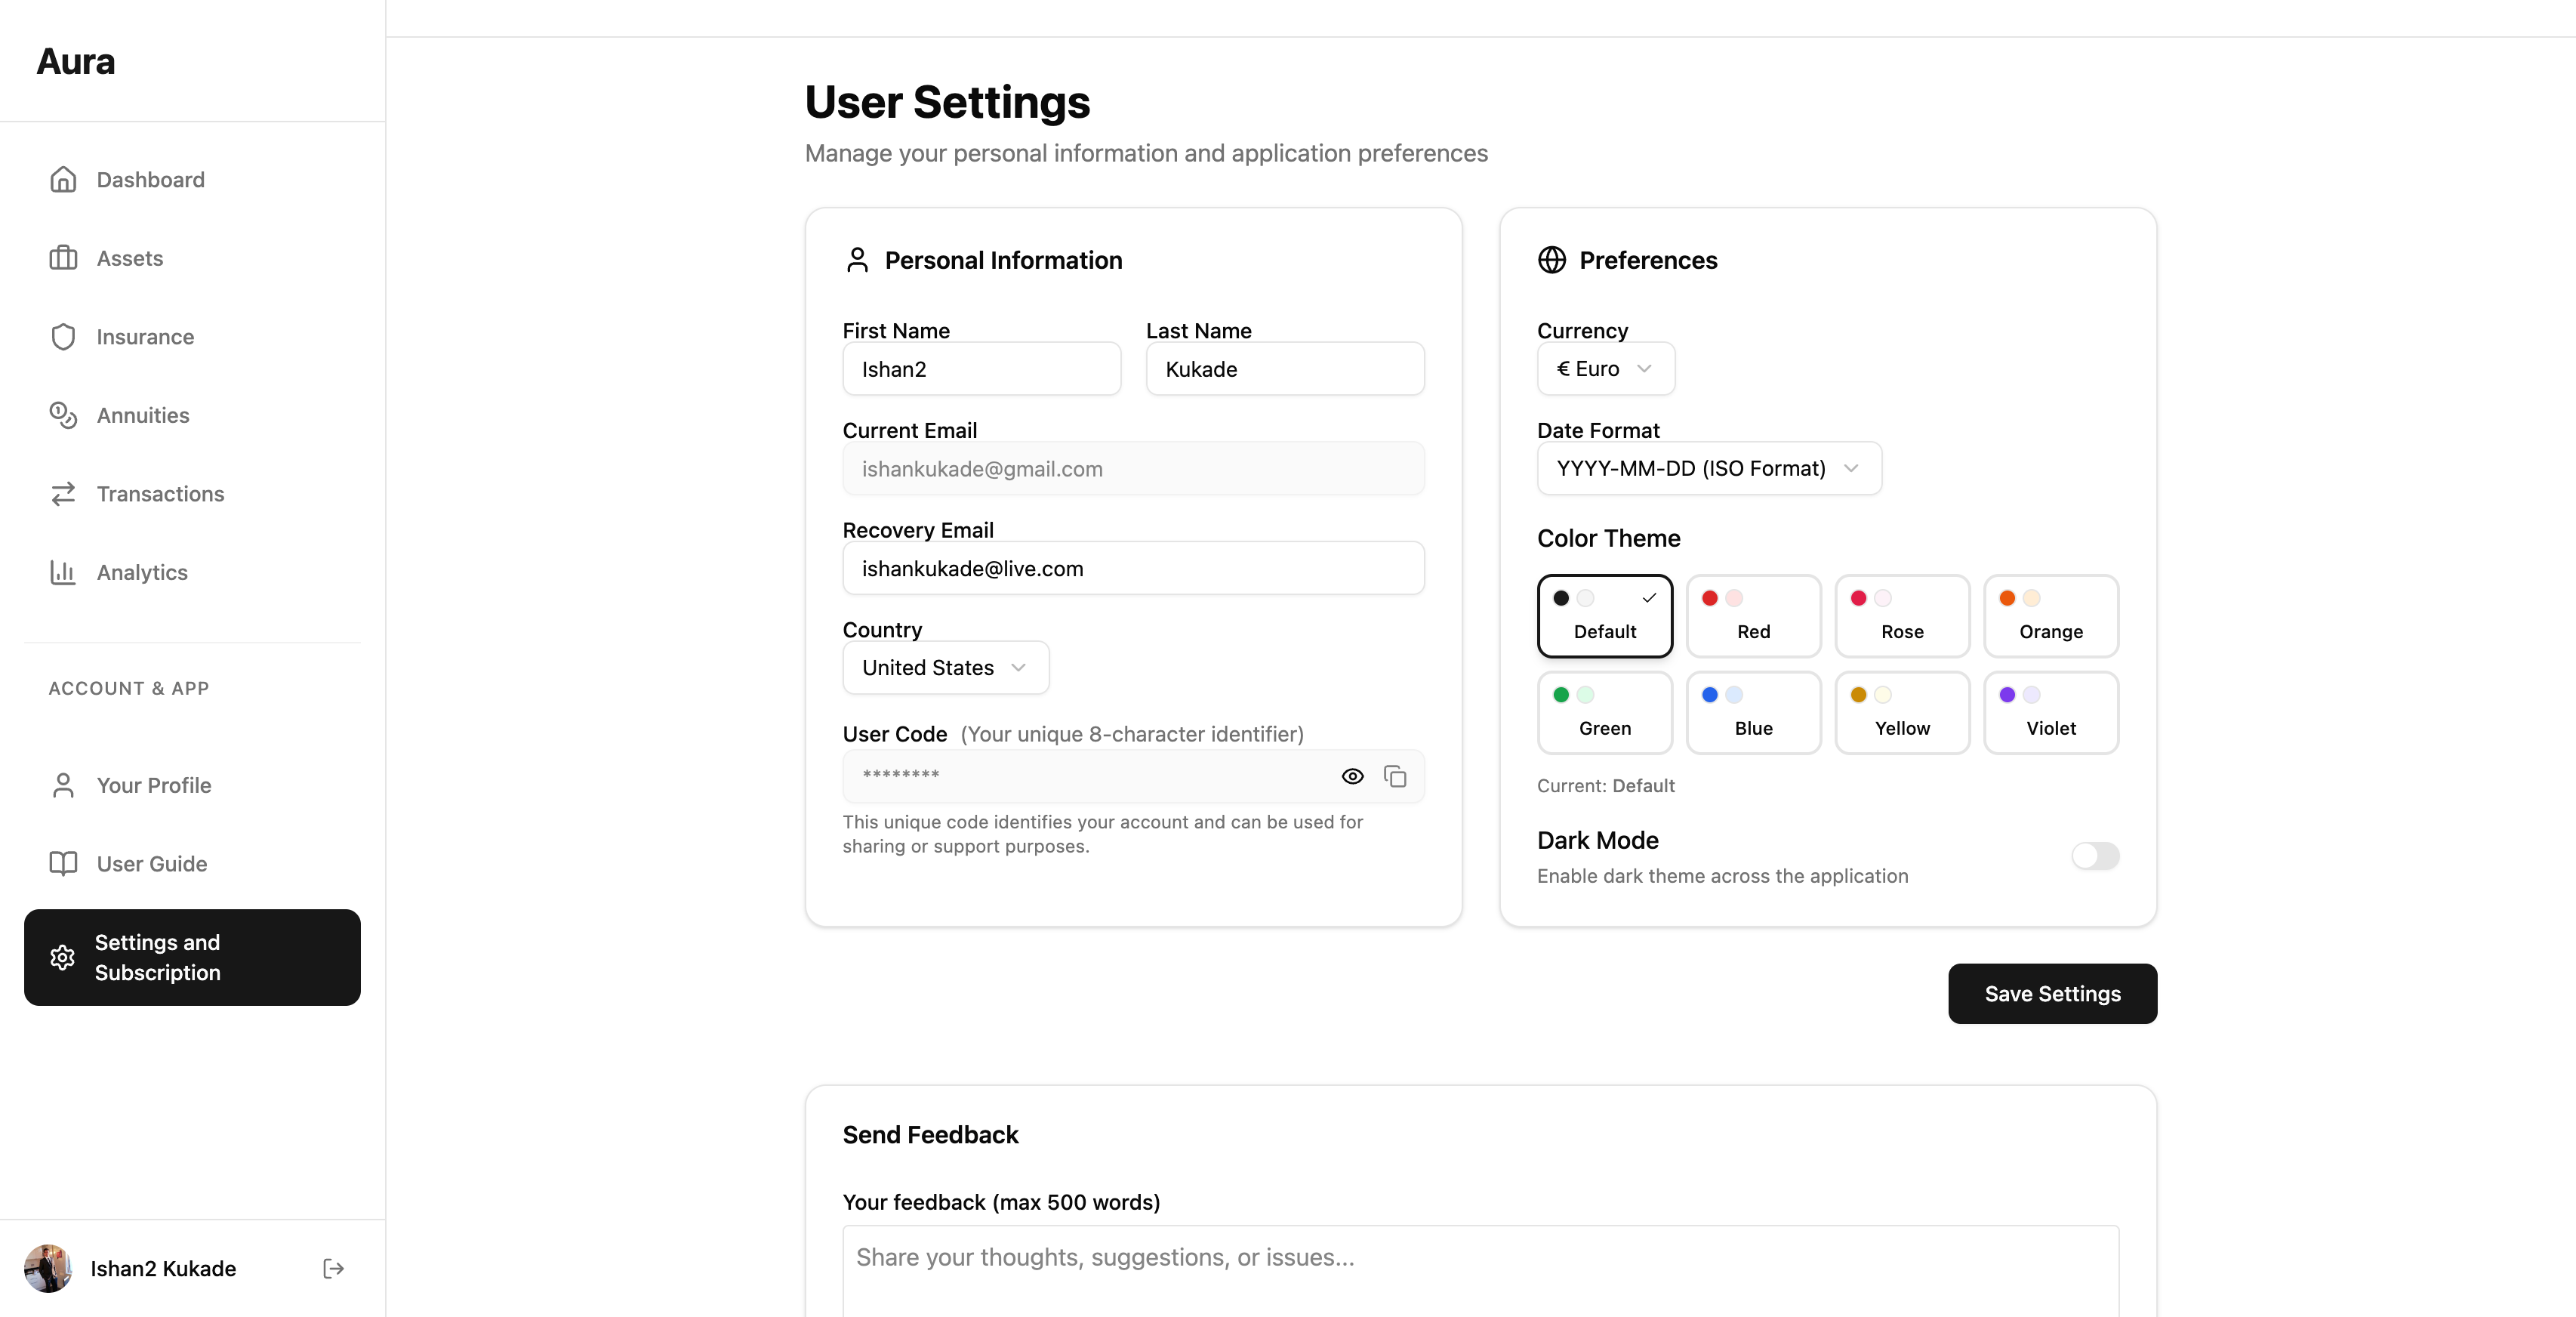 Aura
Dashboard
Assets
Insurance
Annuities
Transactions
Analytics
ACCOUNT & APP
Your Profile
User Guide
Settings and
Subscription
Ishan2 Kukade
User Settings
Manage your personal information and application preferences
Personal Information
First Name
Last Name
Ishan2
Kukade
Current Email
ishankukade@gmail.com
Recovery Email
ishankukade@live.com
Country
United States
User Code (Your unique 8-character identifier)
********
This unique code identifies your account and can be used for
sharing or support purposes.
Preferences
Currency
€ Euro
Date Format
YYYY-MM-DD (ISO Format)
Color Theme
Default
Red
Rose
Orange
Green
Blue
Yellow
Violet
Current: Default
Dark Mode
Enable dark theme across the application
Save Settings
Send Feedback
Your feedback (max 500 words)
Share your thoughts, suggestions, or issues...